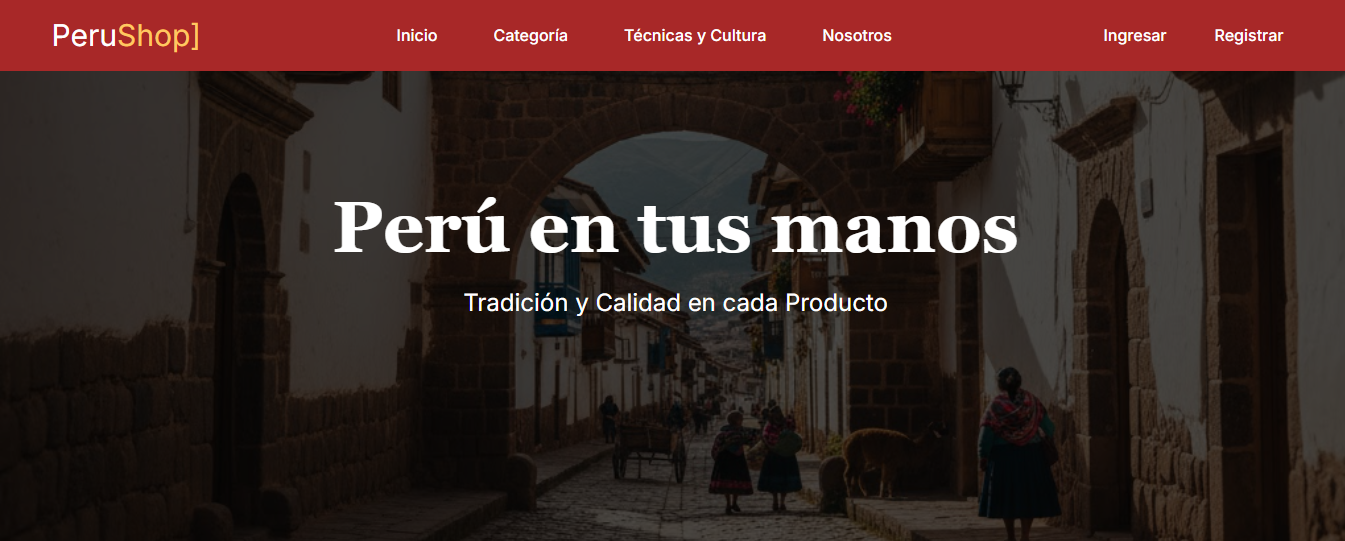 PeruShop]
Inicio Categoría Técnicas y Cultura Nosotros Ingresar Registrar
Perú en tus manos
Tradición y Calidad en cada Producto